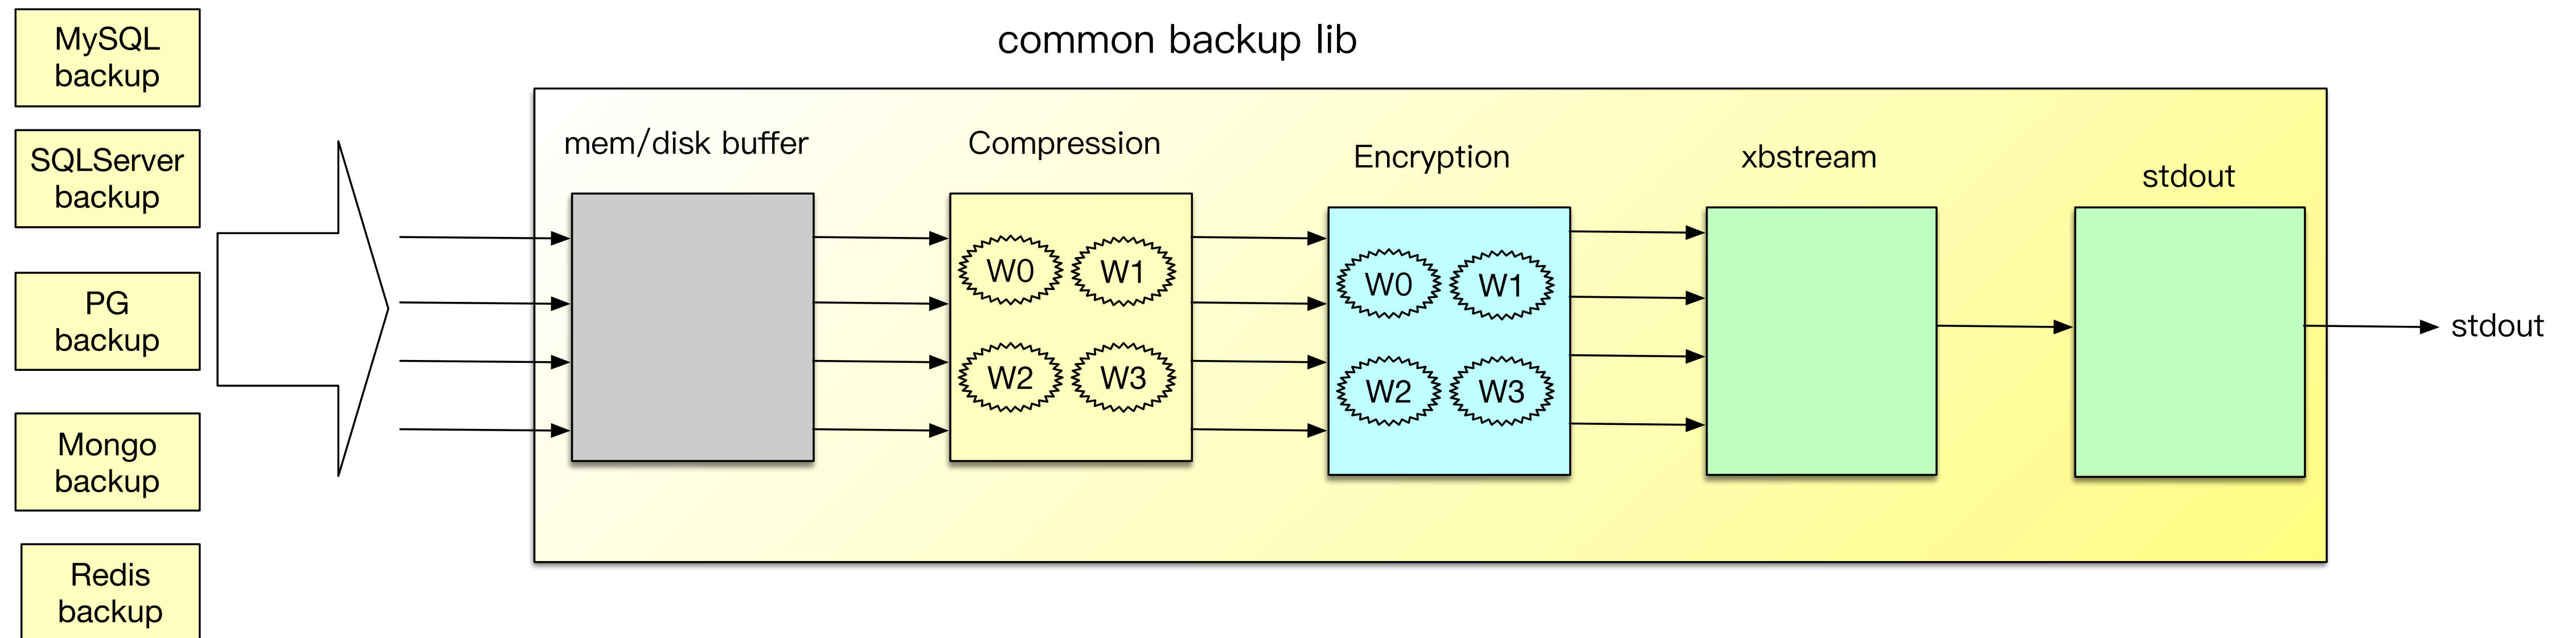 MySQL
backup
SQLServer
backup
PG
backup
Mongo
backup
Redis
backup
common backup lib
mem/disk buffer
Compression
W0 W1
W2 W3
Encryption
W0 W1
W2 W3
xbstream
stdout
stdout